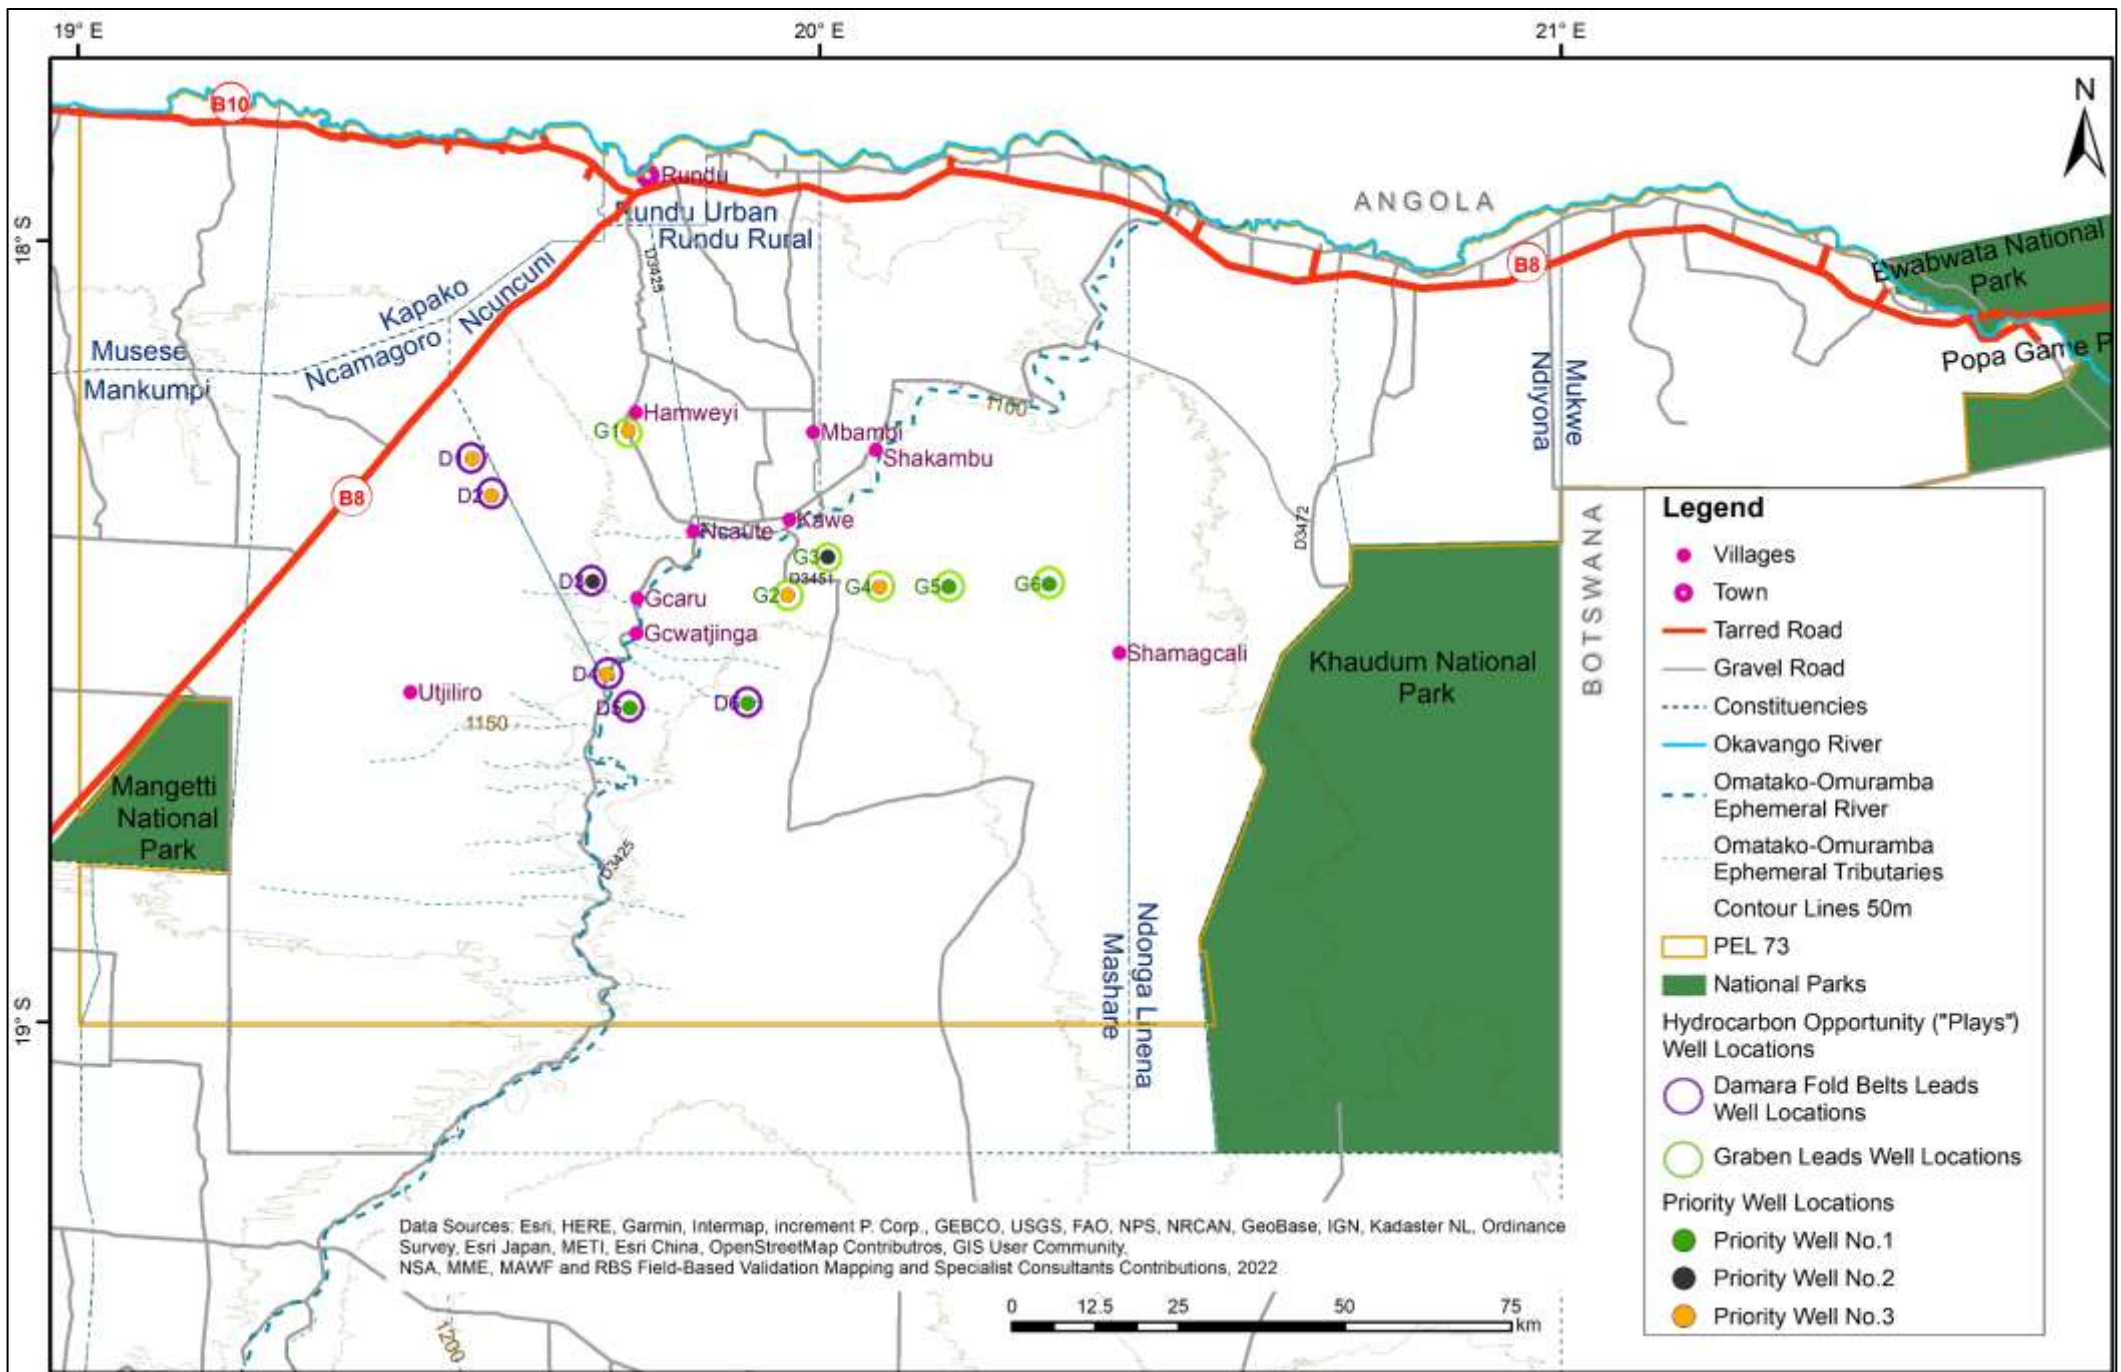 19° E
20° E
21° E
18° S
19° S
N
B10
Rundu
Rundu Urban
Rundu Rural
ANGOLA
B8
Bwabwata National
Park
Popa Game P
D3425
Kapako
Ncuncuni
Musese
Mankumpi
Ncamagoro
Ndiyona
Mukwe
1100
Hamweyi
G1
Mbambi
Shakambu
D1
D2
B8
Nsaute
Kawe
D3472
G3
D3451
D3
G2
G4
G5
G6
Gcaru
Gcwatjinga
Shamagcali
Khaudum National
Park
BOTSWANA
D4
Utjiliro
D5
D6
1150
Mangetti
National
Park
D3425
Ndonga Linena
Mashare
1200
Legend
Villages
Town
Tarred Road
Gravel Road
Constituencies
Okavango River
Omatako-Omuramba
Ephemeral River
Omatako-Omuramba
Ephemeral Tributaries
Contour Lines 50m
PEL 73
National Parks
Hydrocarbon Opportunity ("Plays")
Well Locations
Damara Fold Belts Leads
Well Locations
Graben Leads Well Locations
Priority Well Locations
Priority Well No.1
Priority Well No.2
Priority Well No.3
Data Sources: Esri, HERE, Garmin, Intermap, increment P. Corp., GEBCO, USGS, FAO, NPS, NRCAN, GeoBase, IGN, Kadaster NL, Ordinance
Survey, Esri Japan, METI, Esri China, OpenStreetMap Contributros, GIS User Community,
NSA, MME, MAWF and RBS Field-Based Validation Mapping and Specialist Consultants Contributions, 2022
0 12.5 25 50 75
km